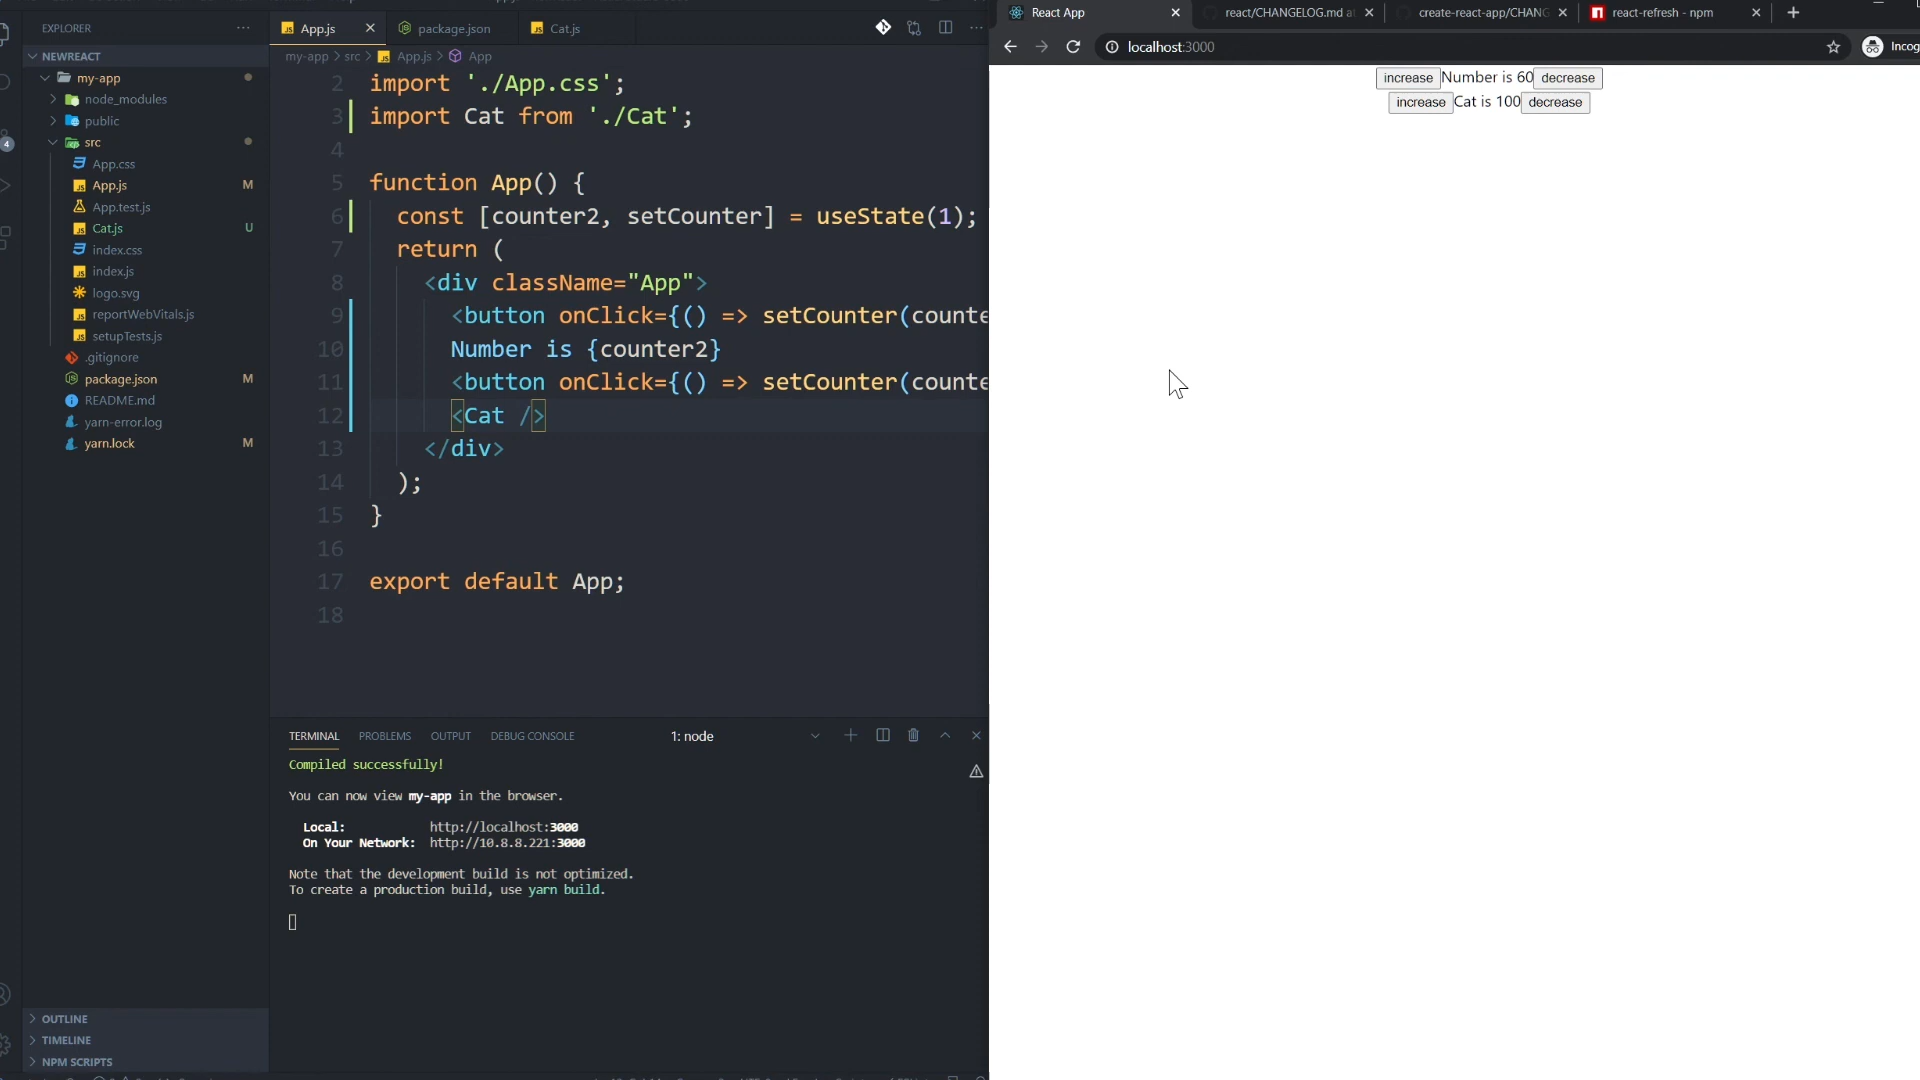 EXPLORER
NEWREACT
my-app
node_modules
public
4
src
App.css
App.js M
App.test.js
Cat.js U
index.css
index.js
logo.svg
reportWebVitals.js
setupTests.js
.gitignore
package.json M
README.md
yarn-error.log
yarn.lock M
OUTLINE
TIMELINE
NPM SCRIPTS
App.js package.json Cat.js
my-app > src > App.js > App
2 import './App.css';
3 import Cat from './Cat';
4
5 function App() {
6 const [counter2, setCounter] = useState(1);
7 return (
8 <div className="App">
9 <button onClick={() => setCounter(counte
10 Number is {counter2}
11 <button onClick={() => setCounter(counte
12 <Cat />
13 </div>
14 );
15 }
16
17 export default App;
18
TERMINAL PROBLEMS OUTPUT DEBUG CONSOLE 1: node
Compiled successfully!
You can now view my-app in the browser.
Local: http://localhost:3000
On Your Network: http://10.8.8.221:3000
Note that the development build is not optimized.
To create a production build, use yarn build.
React App react/CHANGELOG.md at create-react-app/CHANG react-refresh - npm
localhost:3000 Incog
increase Number is 60 decrease
increase Cat is 100 decrease